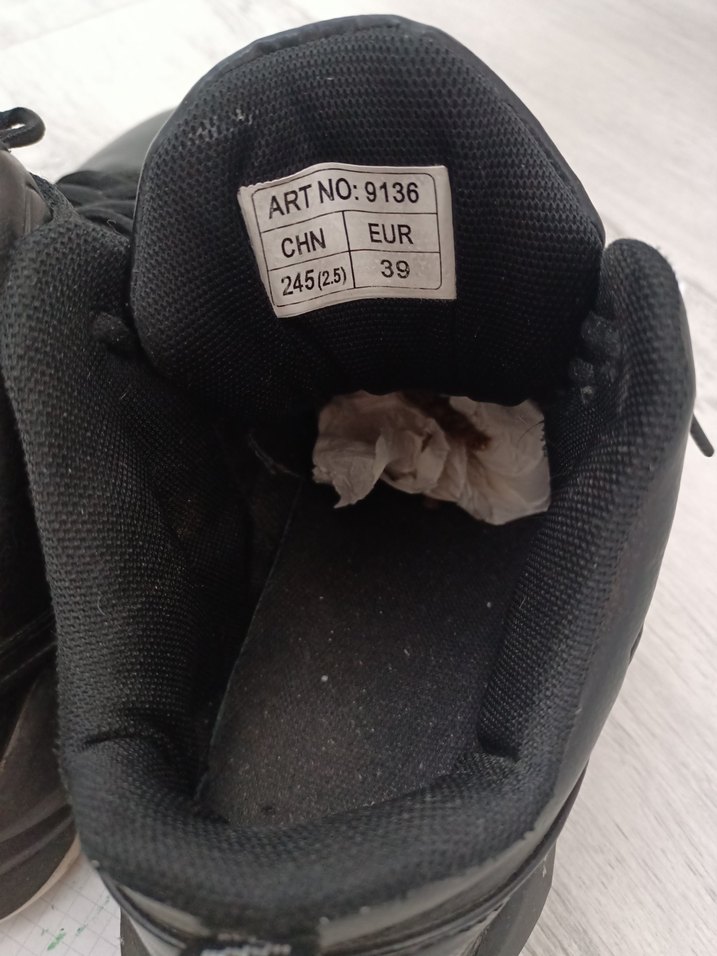 ART NO: 9136
CHN EUR
245(2.5) 39